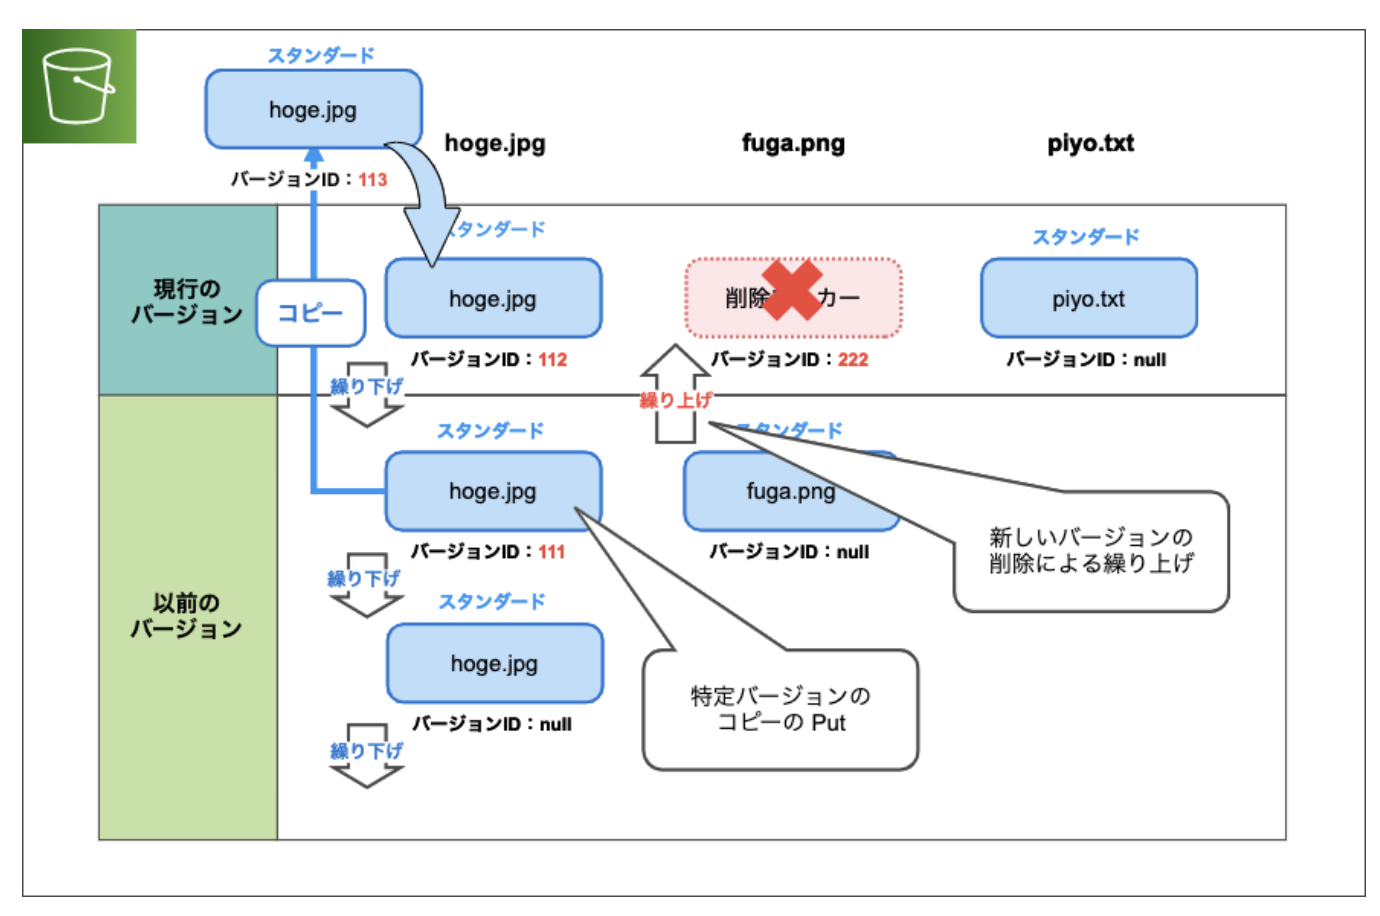 スタンダード
hoge.jpg
バージョンID：113
hoge.jpg
fuga.png
piyo.txt
現行の
バージョン
コピー
スタンダード
hoge.jpg
バージョンID：112
削除 カー
バージョンID：222
スタンダード
piyo.txt
バージョンID：null
繰り下げ
繰り上げ
以前の
バージョン
スタンダード
hoge.jpg
バージョンID：111
スタンダード
fuga.png
バージョンID：null
新しいバージョンの
削除による繰り上げ
繰り下げ
スタンダード
hoge.jpg
バージョンID：null
特定バージョンの
コピーの Put
繰り下げ